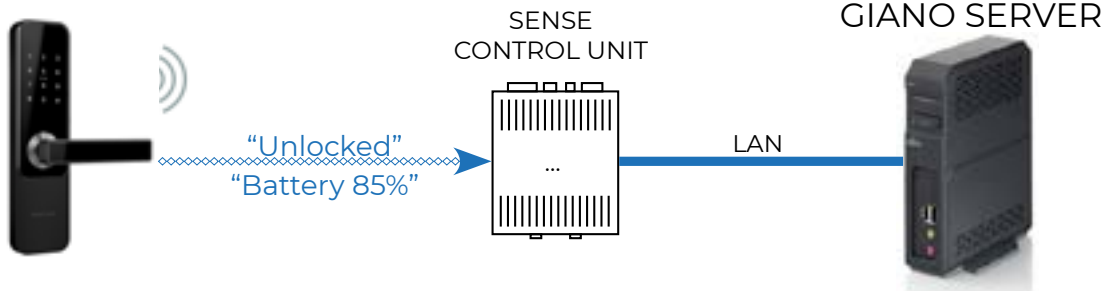 SENSE
CONTROL UNIT
GIANO SERVER
“Unlocked”
“Battery 85%”
...
LAN